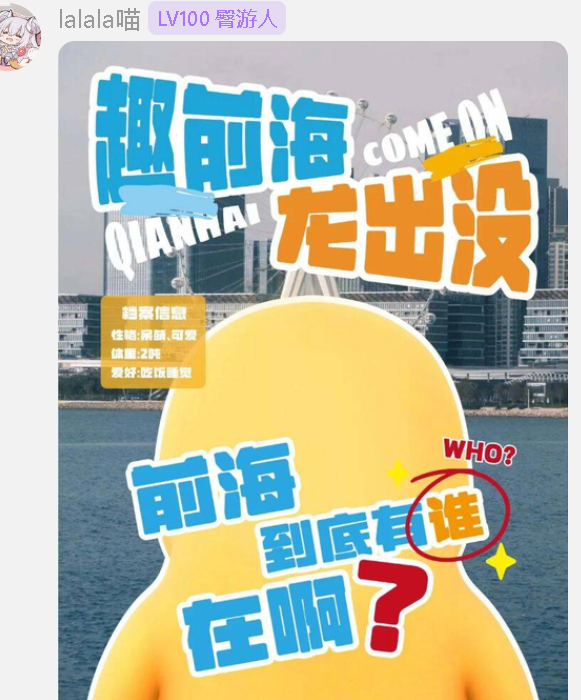 lalala喵 LV100 臀游人
趣前海
COME ON
QIANHAI
龙出没
档案信息
性格:呆萌、可爱
体重:2吨
爱好:吃饭睡觉
WHO?
前海
到底有谁
在啊?